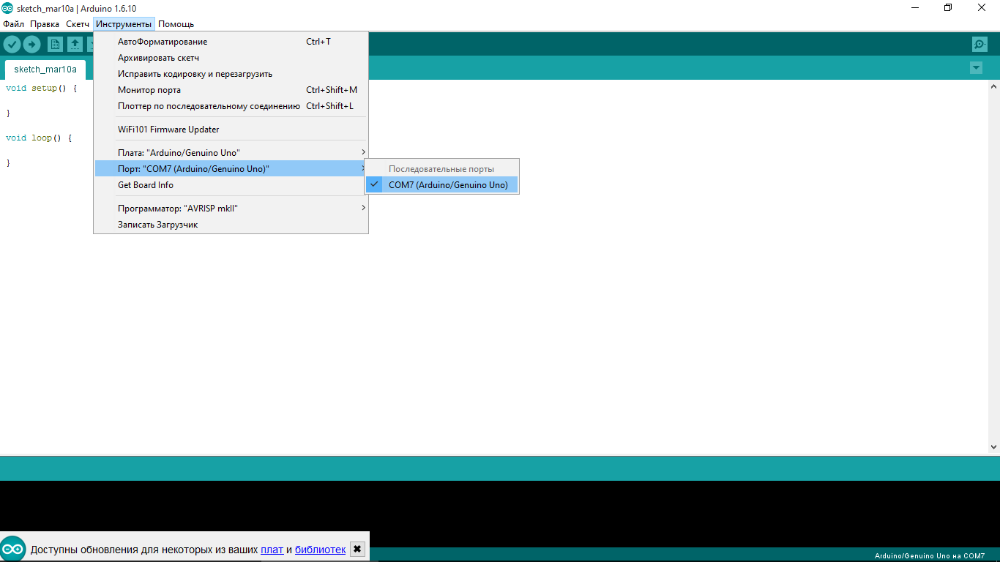 sketch_mar10a | Arduino 1.6.10
Файл Правка Скетч Инструменты Помощь
АвтоФорматирование Ctrl+T
Архивировать скетч
Исправить кодировку и перезагрузить
Монитор порта Ctrl+Shift+M
Плоттер по последовательному соединению Ctrl+Shift+L
WiFi101 Firmware Updater
Плата: "Arduino/Genuino Uno"
Порт: "COM7 (Arduino/Genuino Uno)"
Get Board Info
Программатор: "AVRISP mkII"
Записать Загрузчик
Последовательные порты
COM7 (Arduino/Genuino Uno)
sketch_mar10a
void setup() {
}
void loop() {
}
Доступны обновления для некоторых из ваших плат и библиотек
Arduino/Genuino Uno на COM7